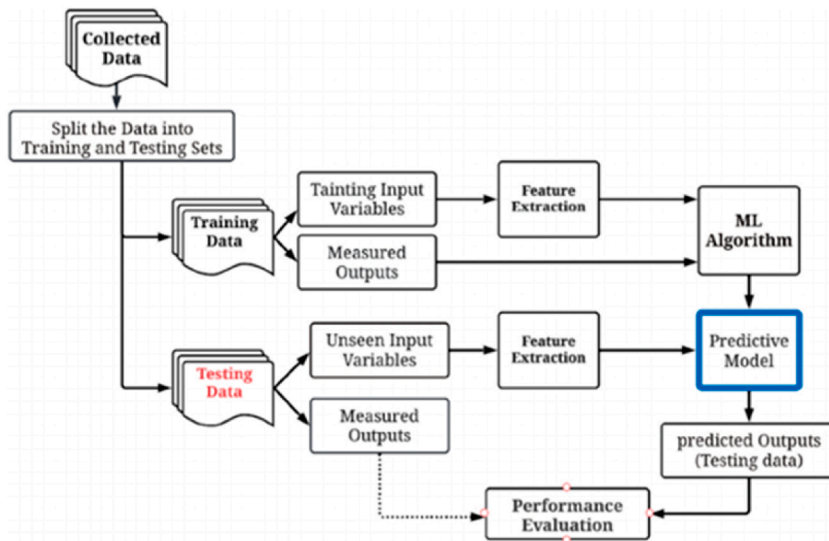 Collected
Data
Split the Data into
Training and Testing Sets
Training
Data
Tainting Input
Variables
Feature
Extraction
ML
Algorithm
Measured
Outputs
Testing
Data
Unseen Input
Variables
Feature
Extraction
Predictive
Model
Measured
Outputs
predicted Outputs
(Testing data)
Performance
Evaluation